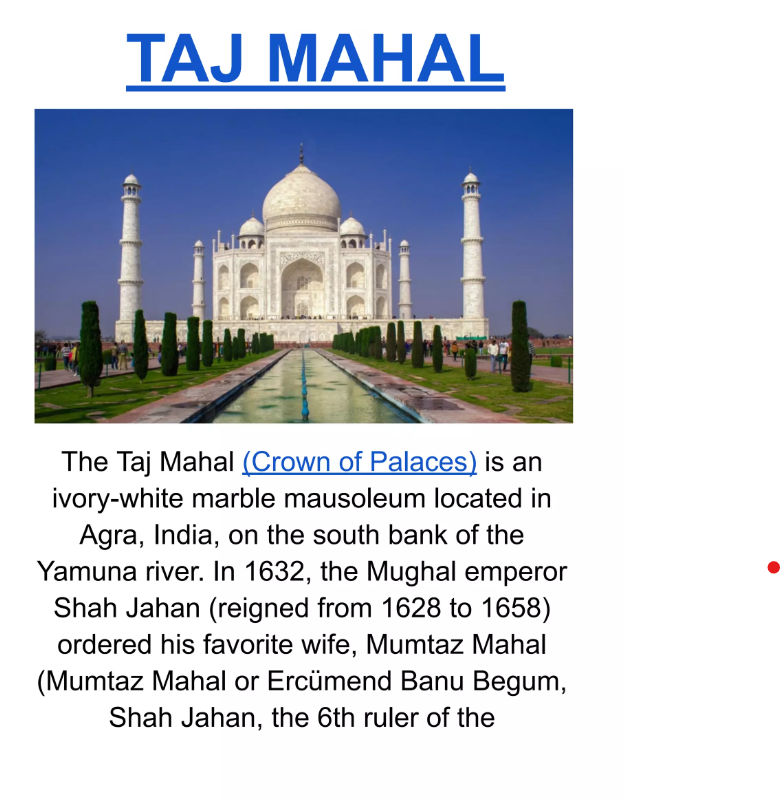 TAJ MAHAL
The Taj Mahal (Crown of Palaces) is an
ivory-white marble mausoleum located in
Agra, India, on the south bank of the
Yamuna river. In 1632, the Mughal emperor
Shah Jahan (reigned from 1628 to 1658)
ordered his favorite wife, Mumtaz Mahal
(Mumtaz Mahal or Ercümend Banu Begum,
Shah Jahan, the 6th ruler of the